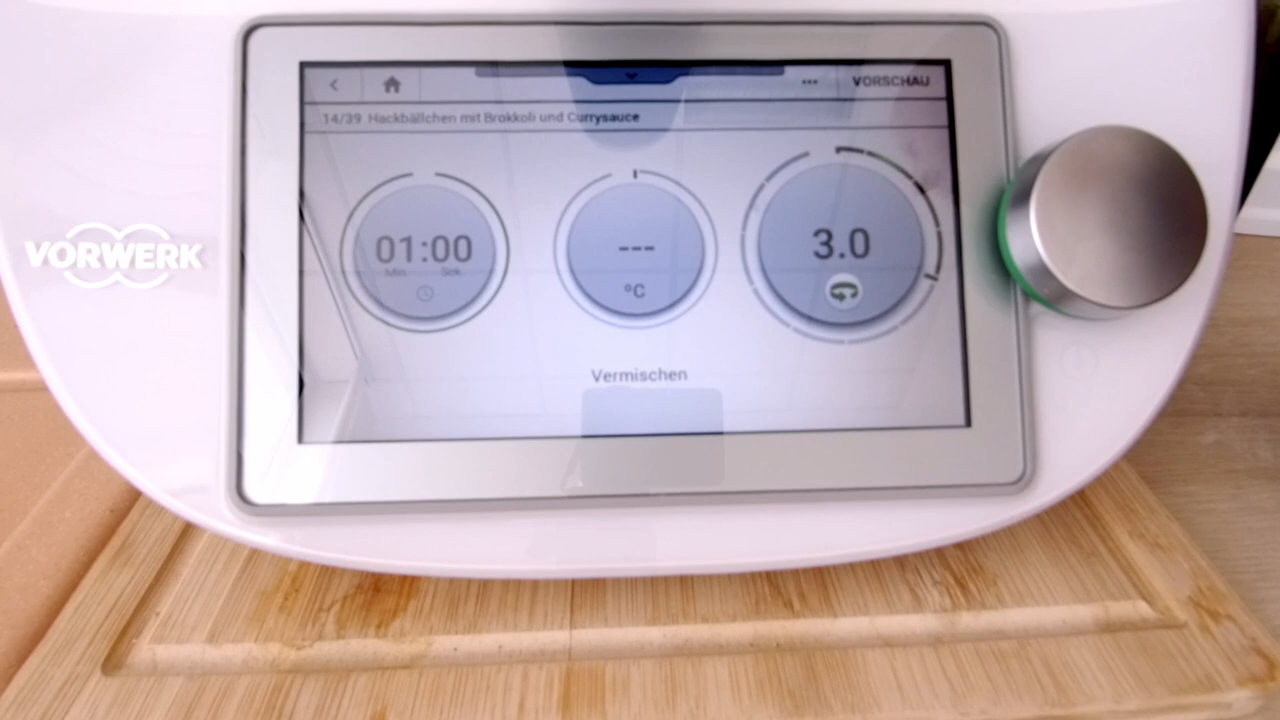 VORSCHAU
14/39 Hackbällchen mit Brokkoli und Currysauce
01:00
Min. Sek.
---
°C
3.0
Vermischen
VORWERK